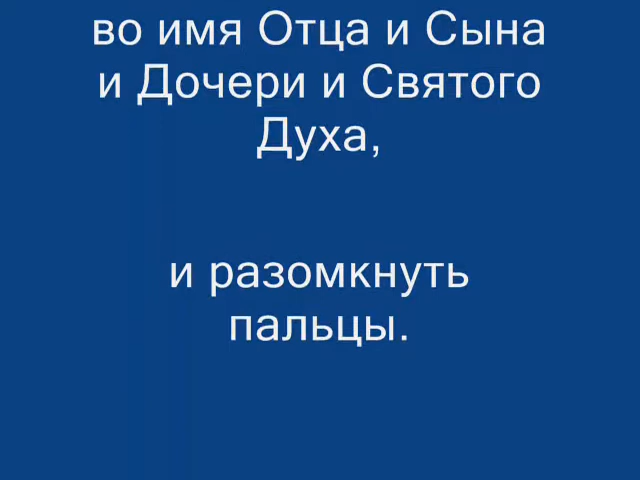 во имя Отца и Сына
и Дочери и Святого
Духа,
и разомкнуть
пальцы.